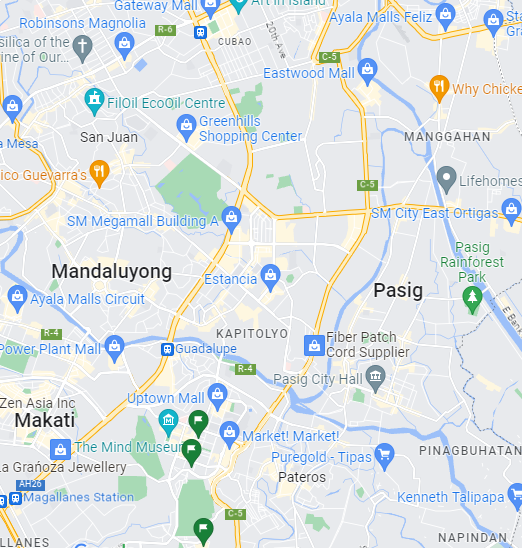 Gateway Mall
Art in Island
Robinsons Magnolia
R-6
20th Ave
Ayala Malls Feliz
CUBAO
C-5
silica of the
ine of Our...
Eastwood Mall
Why Chicke
FilOil EcoOil Centre
a Mesa
San Juan
Greenhills
Shopping Center
MANGGAHAN
ico Guevarra's
C-5
Lifehomes
SM Megamall Building A
SM City East Ortigas
Pasig
Rainforest
Park
Mandaluyong
Estancia
Pasig
Ayala Malls Circuit
E Bank
R-4
KAPITOLYO
Fiber Patch
Cord Supplier
Power Plant Mall
Guadalupe
R-4
Pasig City Hall
Zen Asia Inc
Uptown Mall
Makati
The Mind Museum
Market! Market!
PINAGBUHATAN
La Grañoza Jewellery
Puregold - Tipas
Pateros
AH26
Magallanes Station
Kenneth Talipapa
C-5
LLANES
NAPINDAN